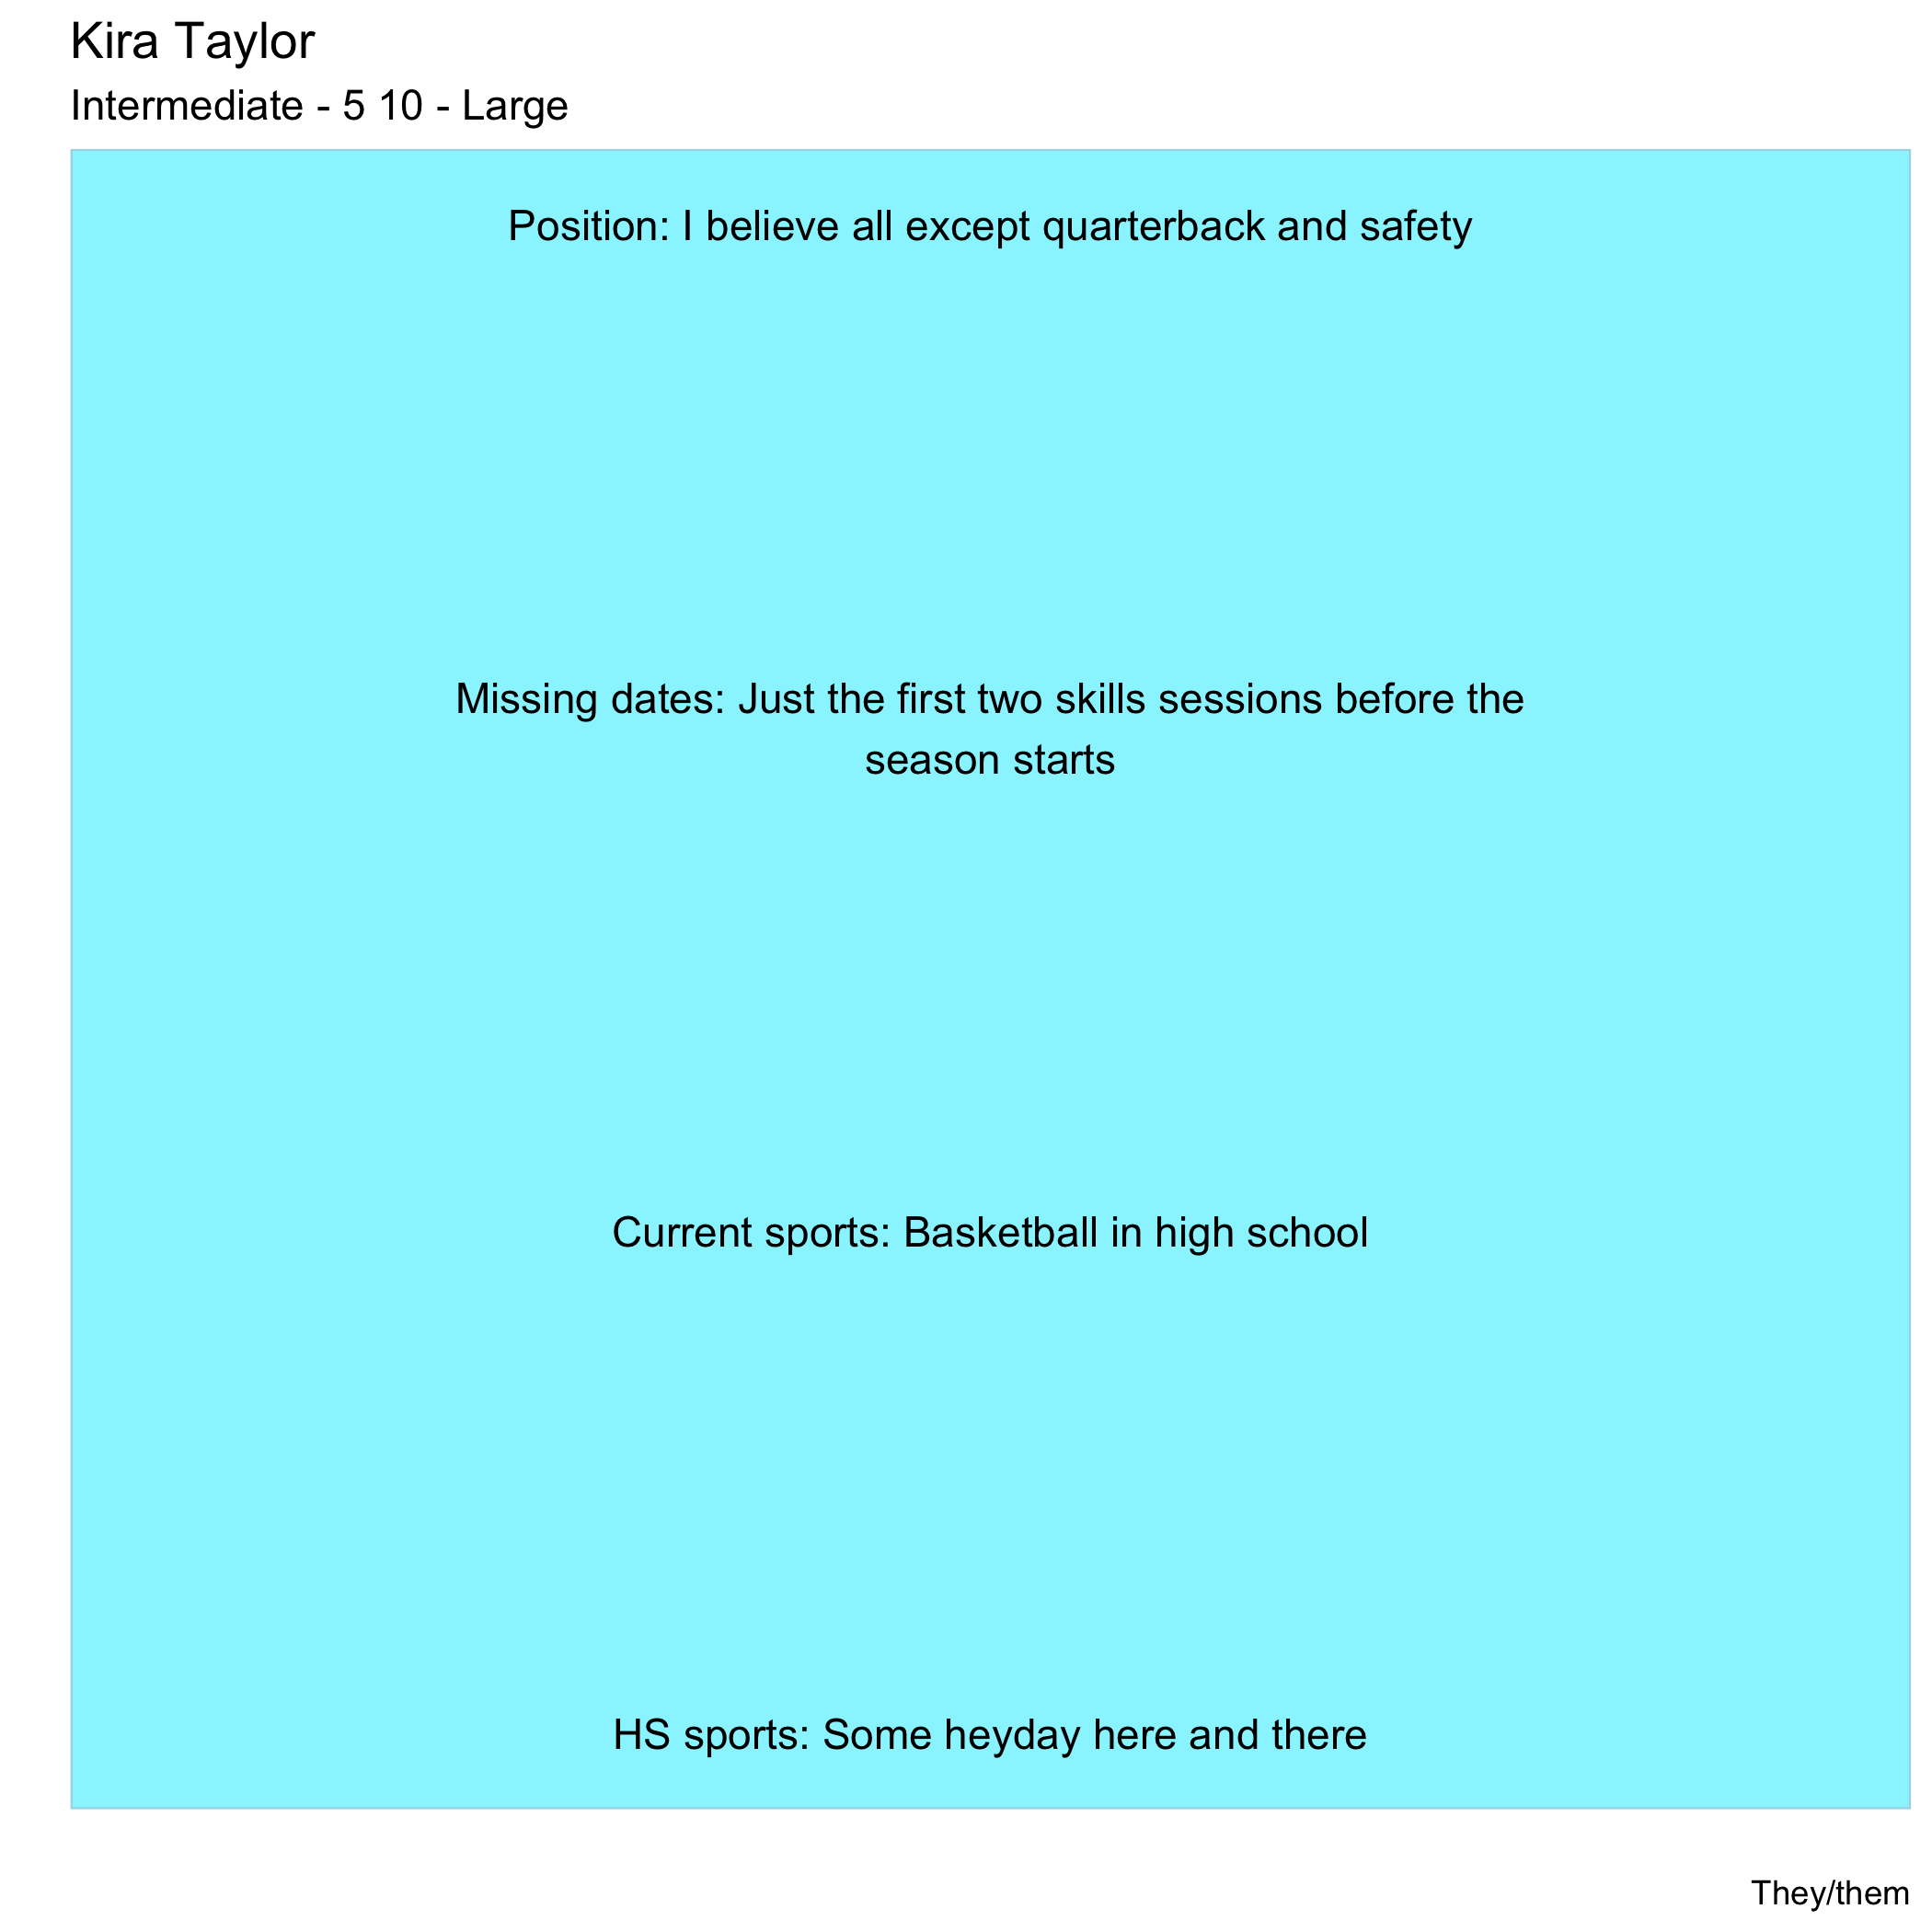 Kira Taylor
Intermediate - 5 10 - Large
Position: I believe all except quarterback and safety
Missing dates: Just the first two skills sessions before the
season starts
Current sports: Basketball in high school
HS sports: Some heyday here and there
They/them